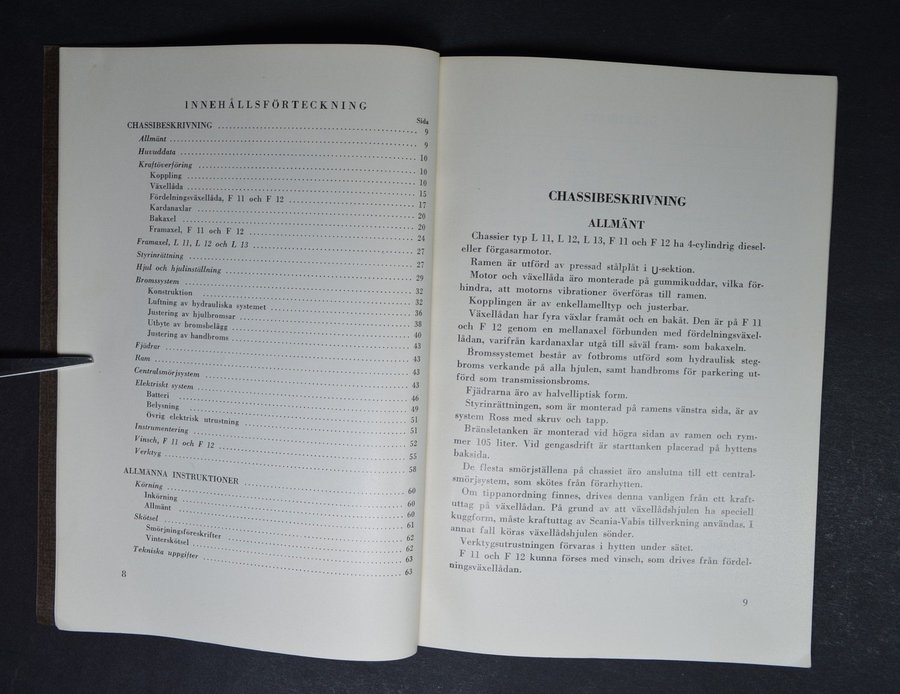 INNEHÅLLSFÖRTECKNING
Sida
CHASSIBESKRIVNING 9
Allmänt 9
Huvuddata 10
Kraftöverföring 10
Koppling 10
Växellåda 15
Fördelningsväxellåda, F 11 och F 12 17
Kardanaxlar 20
Bakaxel 20
Framaxel, F 11 och F 12 24
Framaxel, L 11, L 12 och L 13 27
Styrinrättning 27
Hjul och hjulinställning 29
Bromssystem 32
Konstruktion 32
Luftning av hydrauliska systemet 36
Justering av hjulbromsar 38
Utbyte av bromsbelägg 40
Justering av handbroms 43
Fjädrar 43
Ram 43
Centralsmörjsystem 43
Elektriskt system 46
Batteri 49
Belysning 51
Övrig elektrisk utrustning 51
Instrumentering 52
Vinsch, F 11 och F 12 55
Verktyg 58
ALLMÄNNA INSTRUKTIONER 60
Körning 60
Inkörning 60
Allmänt 61
Skötsel 62
Smörjningsföreskrifter 62
Vinterskötsel 63
Tekniska uppgifter 63
8
CHASSIBESKRIVNING
ALLMÄNT
Chassier typ L 11, L 12, L 13, F 11 och F 12 ha 4-cylindrig diesel-
eller förgasarmotor.
Ramen är utförd av pressad stålplåt i U-sektion.
Motor och växellåda äro monterade på gummikuddar, vilka för-
hindra, att motorns vibrationer överföras till ramen.
Kopplingen är av enkellamelltyp och justerbar.
Växellådan har fyra växlar framåt och en bakåt. Den är på F 11
och F 12 genom en mellanaxel förbunden med fördelningsväxel-
lådan, varifrån kardanaxlar utgå till såväl fram- som bakaxeln.
Bromssystemet består av fotbroms utförd som hydraulisk steg-
broms verkande på alla hjulen, samt handbroms för parkering ut-
förd som transmissionsbroms.
Fjädrarna äro av halvelliptisk form.
Styrinrättningen, som är monterad på ramens vänstra sida, är av
system Ross med skruv och tapp.
Bränsletanken är monterad vid högra sidan av ramen och rym-
mer 105 liter. Vid gengasdrift är starttanken placerad på hyttens
baksida.
De flesta smörjställena på chassiet äro anslutna till ett central-
smörjsystem, som skötes från förarhytten.
Om tippanordning finnes, drives denna vanligen från ett kraft-
uttag på växellådan. På grund av att växellådshjulen ha speciell
kuggform, måste kraftuttag av Scania-Vabis tillverkning användas. I
annat fall köras växellådshjulen sönder.
Verktygsutrustningen förvaras i hytten under sätet.
F 11 och F 12 kunna förses med vinsch, som drives från fördel-
ningsväxellådan.
9